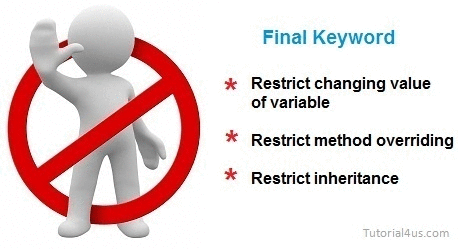 Final Keyword
* Restrict changing value
of variable
* Restrict method overriding
* Restrict inheritance
Tutorial4us.com